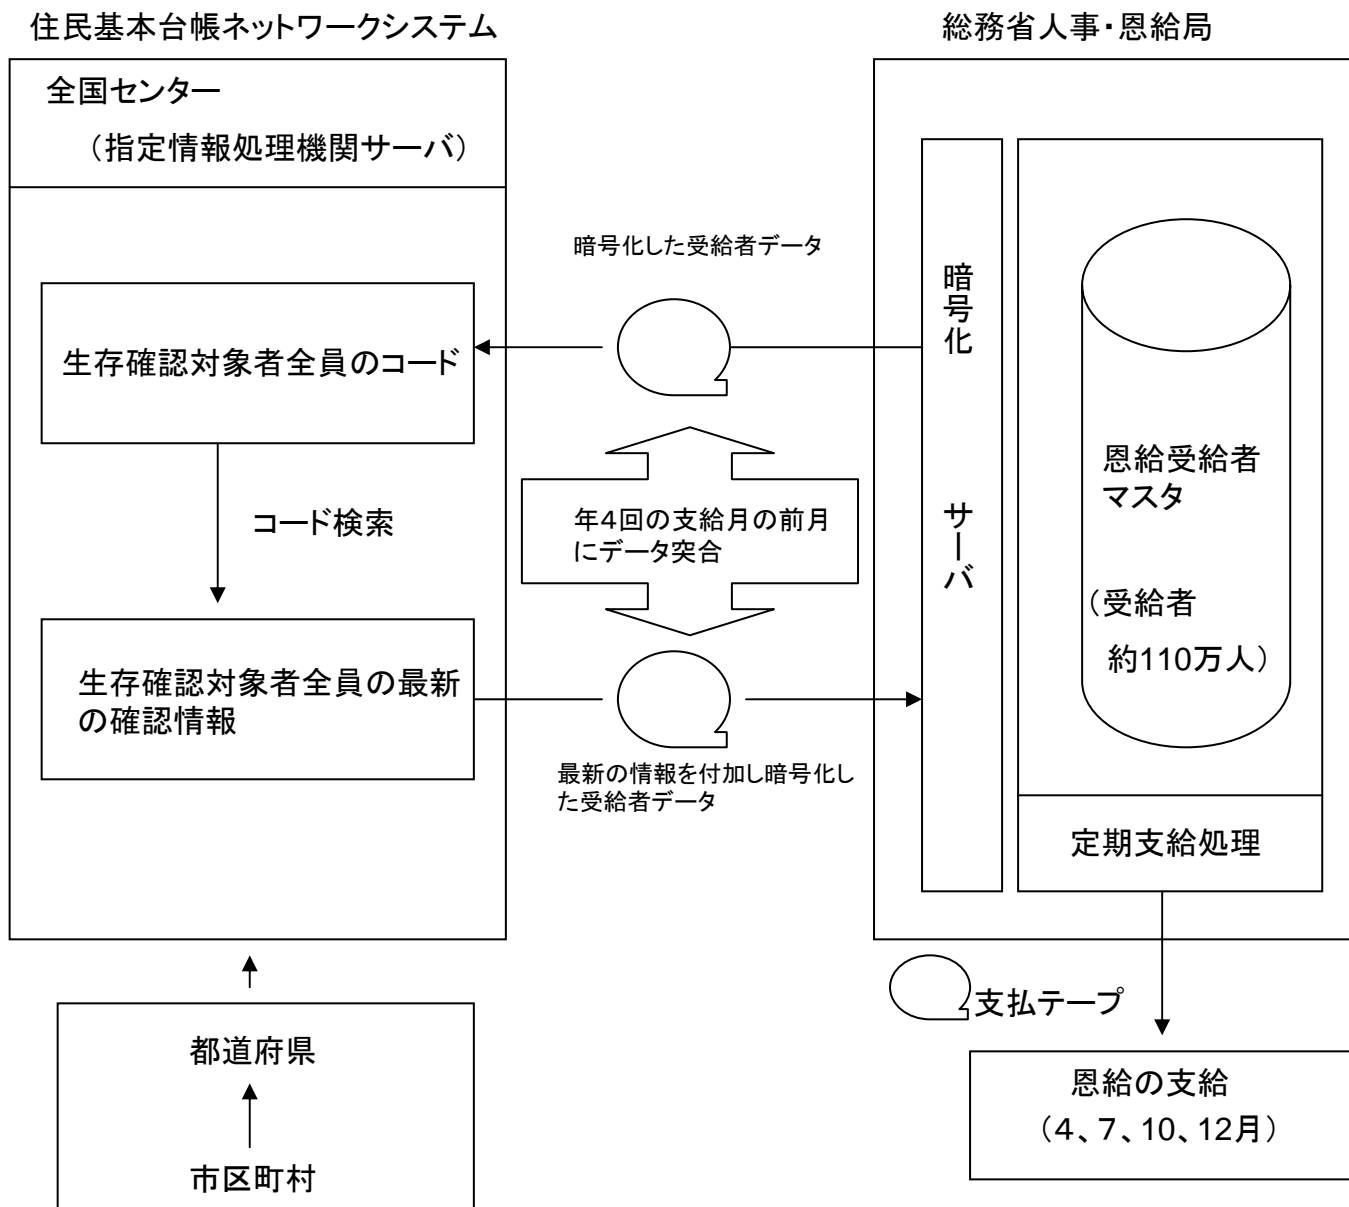 住民基本台帳ネットワークシステム
総務省人事・恩給局
全国センター
（指定情報処理機関サーバ）
生存確認対象者全員のコード
コード検索
生存確認対象者全員の最新
の確認情報
都道府県
市区町村
暗号化した受給者データ
年4回の支給月の前月
にデータ突合
最新の情報を付加し暗号化し
た受給者データ
暗号化 サーバ
恩給受給者
マスタ
（受給者
約110万人）
定期支給処理
支払テープ
恩給の支給
（4、7、10、12月）